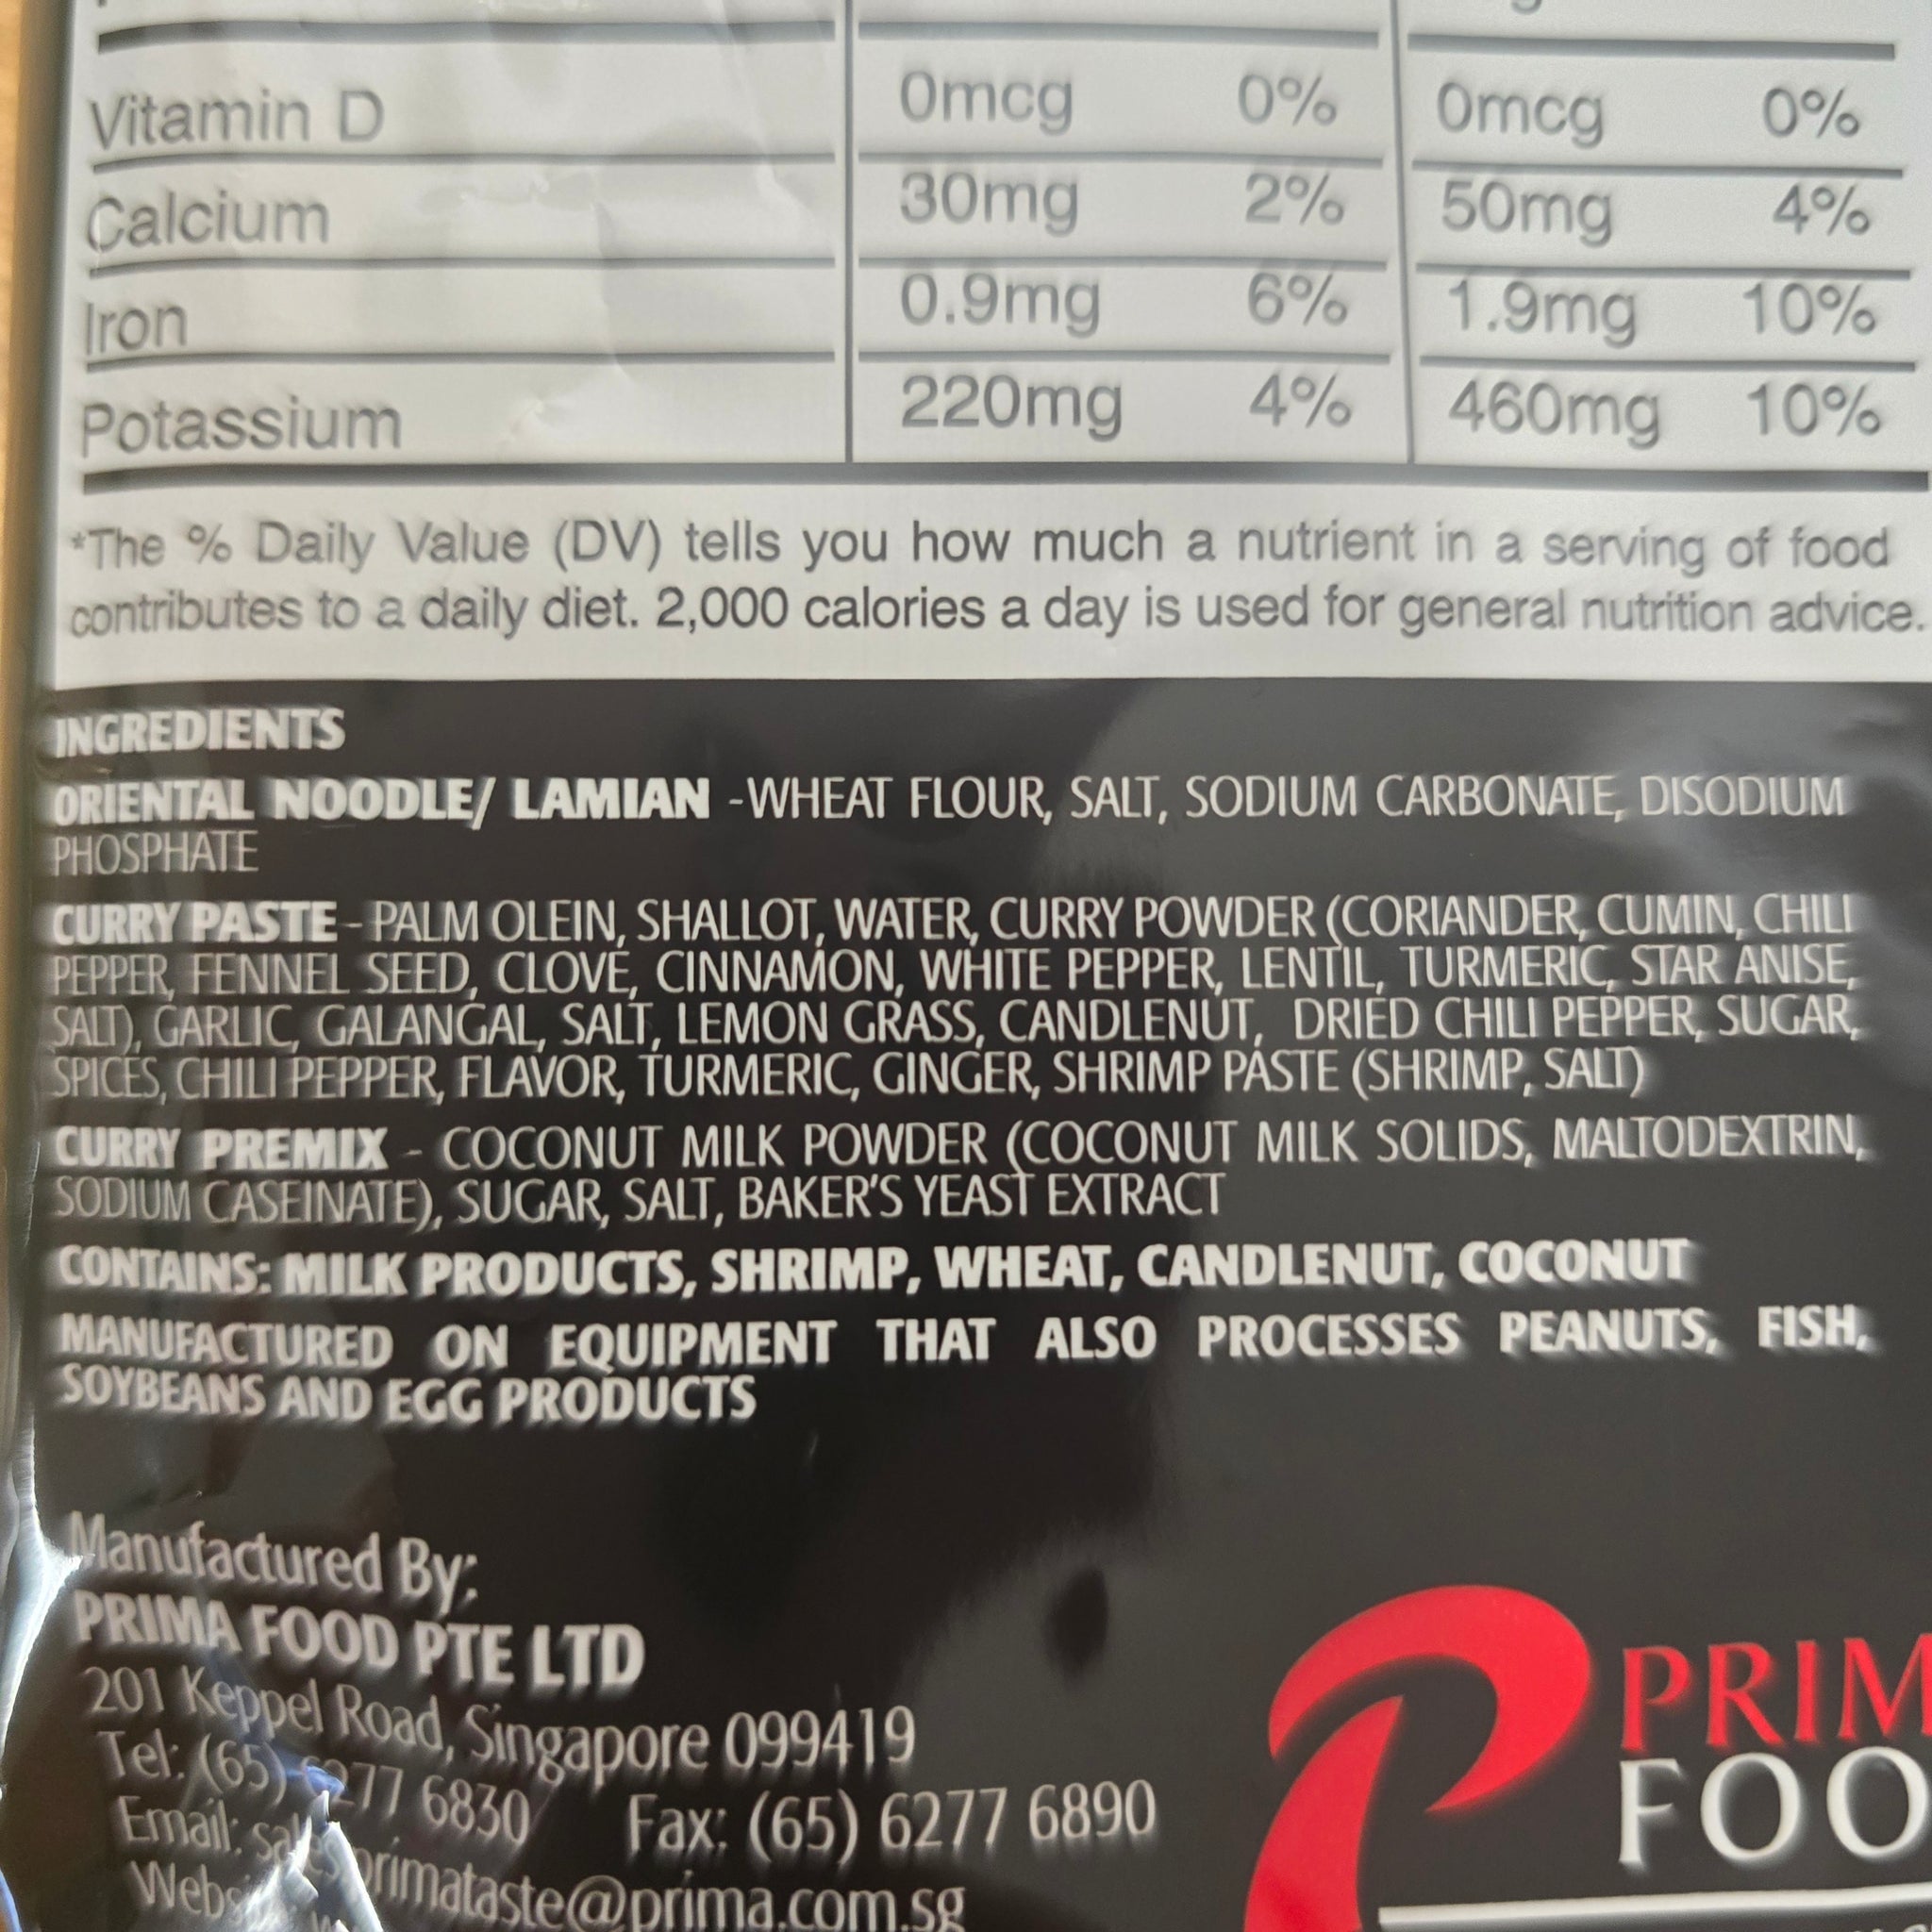 Vitamin D 0mcg 0% 0mcg 0%
Calcium 30mg 2% 50mg 4%
Iron 0.9mg 6% 1.9mg 10%
Potassium 220mg 4% 460mg 10%
*The % Daily Value (DV) tells you how much a nutrient in a serving of food
contributes to a daily diet. 2,000 calories a day is used for general nutrition advice.
INGREDIENTS
ORIENTAL NOODLE/ LAMIAN -WHEAT FLOUR, SALT, SODIUM CARBONATE, DISODIUM
PHOSPHATE
CURRY PASTE - PALM OLEIN, SHALLOT, WATER, CURRY POWDER (CORIANDER, CUMIN, CHILI
PEPPER, FENNEL SEED, CLOVE, CINNAMON, WHITE PEPPER, LENTIL, TURMERIC, STAR ANISE,
SALT), GARLIC, GALANGAL, SALT, LEMON GRASS, CANDLENUT, DRIED CHILI PEPPER, SUGAR,
SPICES, CHILI PEPPER, FLAVOR, TURMERIC, GINGER, SHRIMP PASTE (SHRIMP, SALT)
CURRY PREMIX - COCONUT MILK POWDER (COCONUT MILK SOLIDS, MALTODEXTRIN,
SODIUM CASEINATE), SUGAR, SALT, BAKER'S YEAST EXTRACT
CONTAINS: MILK PRODUCTS, SHRIMP, WHEAT, CANDLENUT, COCONUT
MANUFACTURED ON EQUIPMENT THAT ALSO PROCESSES PEANUTS, FISH,
SOYBEANS AND EGG PRODUCTS
Manufactured By:
PRIMA FOOD PTE LTD
201 Keppel Road, Singapore 099419
Tel: (65) 6277 6830 Fax: (65) 6277 6890
Email: primataste@prima.com.sg
PRIM
FOO